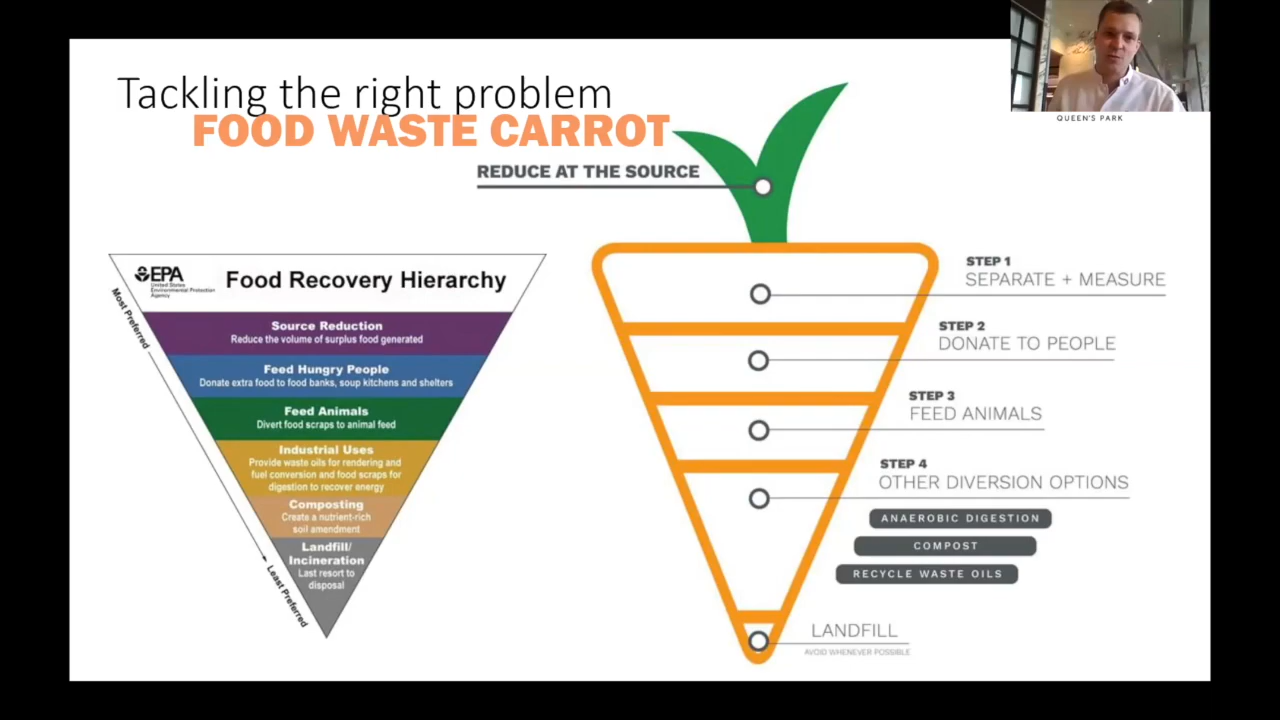 Tackling the right problem
FOOD WASTE CARROT
REDUCE AT THE SOURCE
QUEEN'S PARK
EPA
United States
Environmental Protection
Agency
Food Recovery Hierarchy
Most Preferred
Source Reduction
Reduce the volume of surplus food generated
Feed Hungry People
Donate extra food to food banks, soup kitchens and shelters
Feed Animals
Divert food scraps to animal feed
Industrial Uses
Provide waste oils for rendering and
fuel conversion and food scraps for
digestion to recover energy
Composting
Create a nutrient-rich
soil amendment
Landfill/
Incineration
Last resort to
disposal
Least Preferred
STEP 1
SEPARATE + MEASURE
STEP 2
DONATE TO PEOPLE
STEP 3
FEED ANIMALS
STEP 4
OTHER DIVERSION OPTIONS
ANAEROBIC DIGESTION
COMPOST
RECYCLE WASTE OILS
LANDFILL
AVOID WHENEVER POSSIBLE